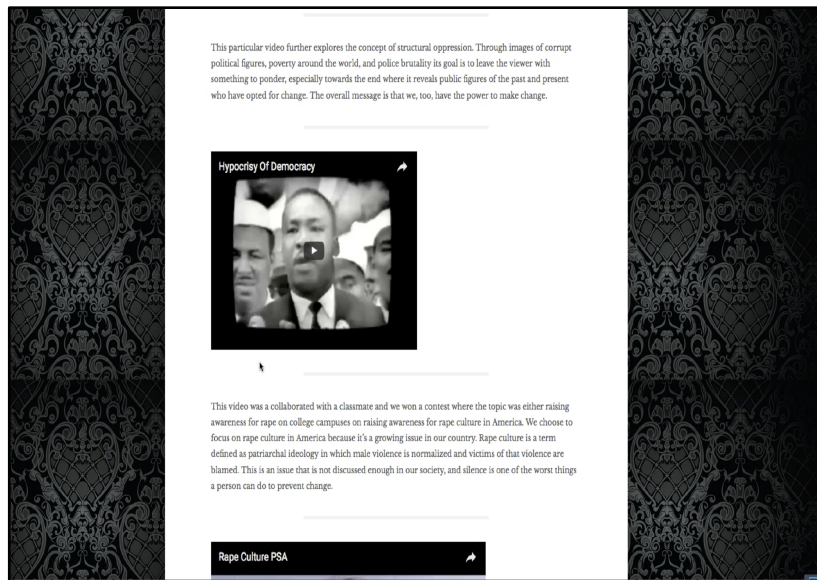 This particular video further explores the concept of structural oppression. Through images of corrupt
political figures, poverty around the world, and police brutality its goal is to leave the viewer with
something to ponder, especially towards the end where it reveals public figures of the past and present
who have opted for change. The overall message is that we, too, have the power to make change.
Hypocrisy Of Democracy
This video was a collaborated with a classmate and we won a contest where the topic was either raising
awareness for rape on college campuses on raising awareness for rape culture in America. We choose to
focus on rape culture in America because it's a growing issue in our country. Rape culture is a term
defined as patriarchal ideology in which male violence is normalized and victims of that violence are
blamed. This is an issue that is not discussed enough in our society, and silence is one of the worst things
a person can do to prevent change.
Rape Culture PSA